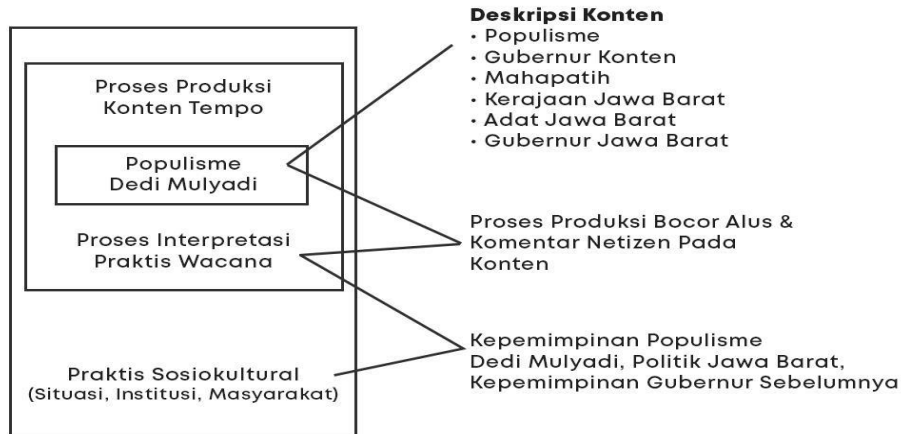 Proses Produksi
Konten Tempo
Populisme
Dedi Mulyadi
Proses Interpretasi
Praktis Wacana
Praktis Sosiokultural
(Situasi, Institusi, Masyarakat)
Deskripsi Konten
• Populisme
• Gubernur Konten
• Mahapatih
• Kerajaan Jawa Barat
• Adat Jawa Barat
• Gubernur Jawa Barat
Proses Produksi Bocor Alus &
Komentar Netizen Pada
Konten
Kepemimpinan Populisme
Dedi Mulyadi, Politik Jawa Barat,
Kepemimpinan Gubernur Sebelumnya